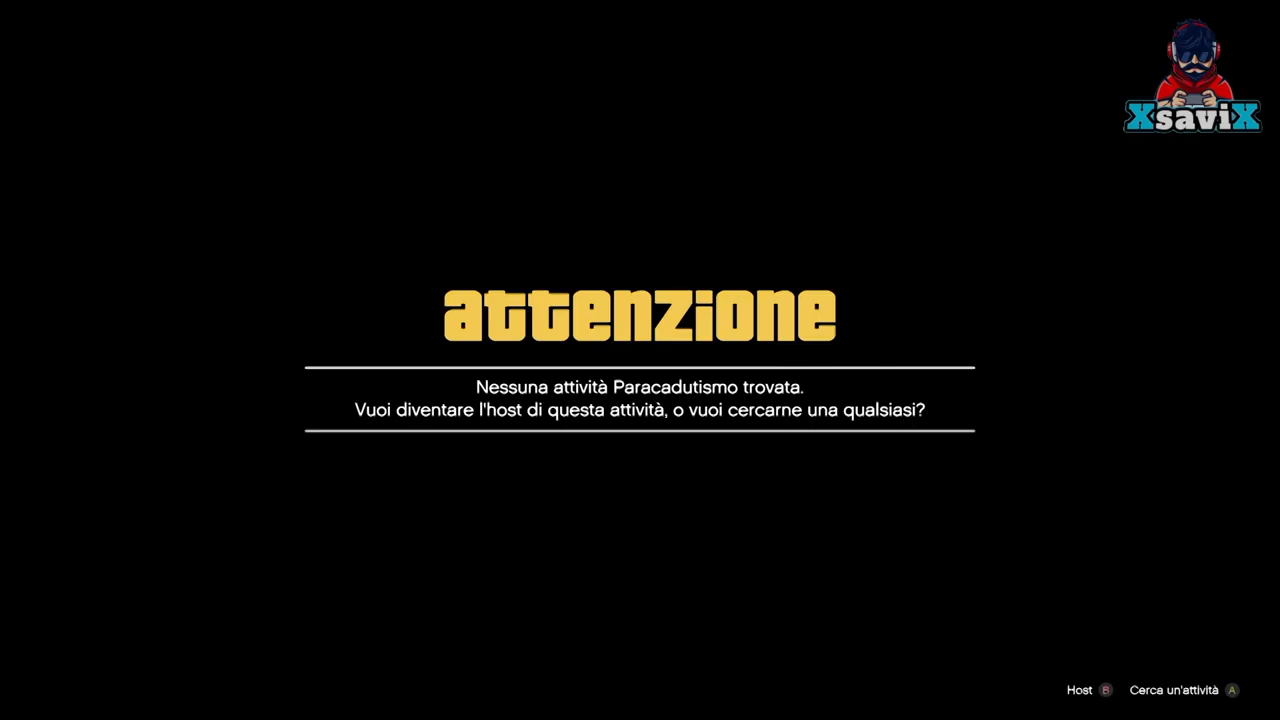 XsaviX
attenzione
Nessuna attività Paracadutismo trovata.
Vuoi diventare l'host di questa attività, o vuoi cercarne una qualsiasi?
Host B Cerca un'attività A